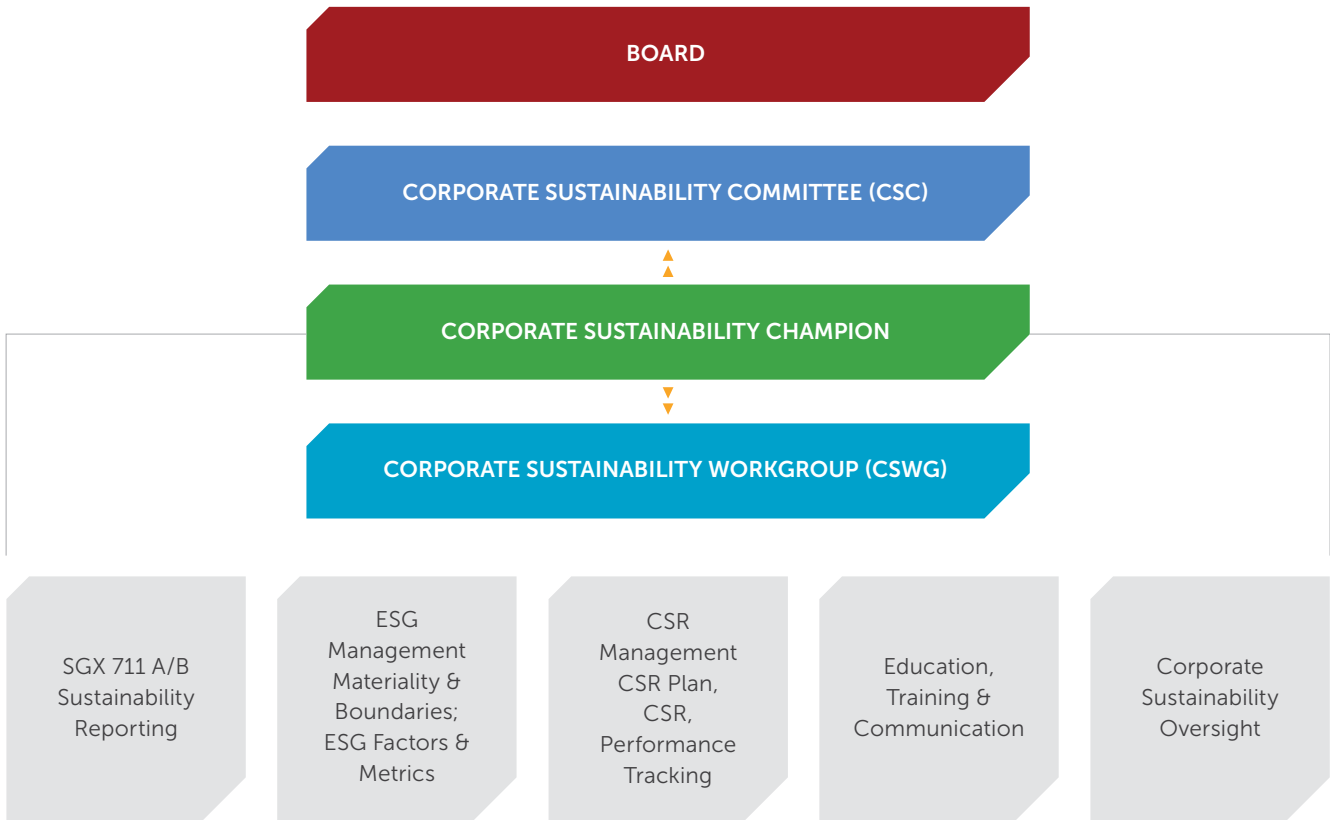 BOARD
CORPORATE SUSTAINABILITY COMMITTEE (CSC)
CORPORATE SUSTAINABILITY CHAMPION
CORPORATE SUSTAINABILITY WORKGROUP (CSWG)
SGX 711 A/B
Sustainability
Reporting
ESG
Management
Materiality &
Boundaries;
ESG Factors &
Metrics
CSR
Management
CSR Plan,
CSR,
Performance
Tracking
Education,
Training &
Communication
Corporate
Sustainability
Oversight